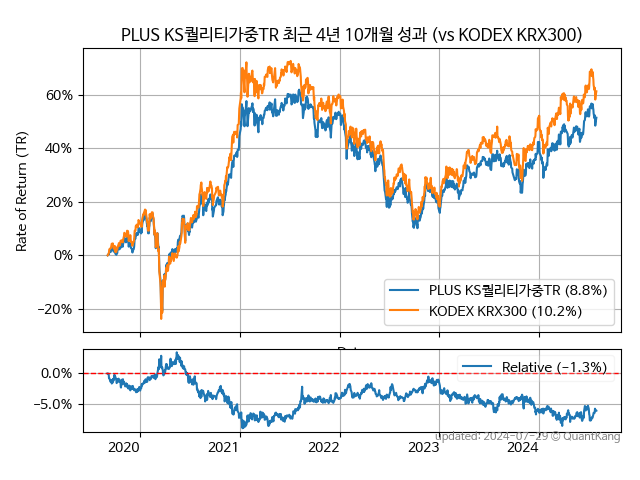 PLUS KS퀄리티가중TR 최근 4년 10개월 성과 (vs KODEX KRX300)
Rate of Return (TR)
60%
40%
20%
0%
−20%
PLUS KS퀄리티가중TR (8.8%)
KODEX KRX300 (10.2%)
0.0%
−5.0%
Relative (−1.3%)
2020
2021
2022
2023
2024
updated: 2024-07-29 © QuantKang